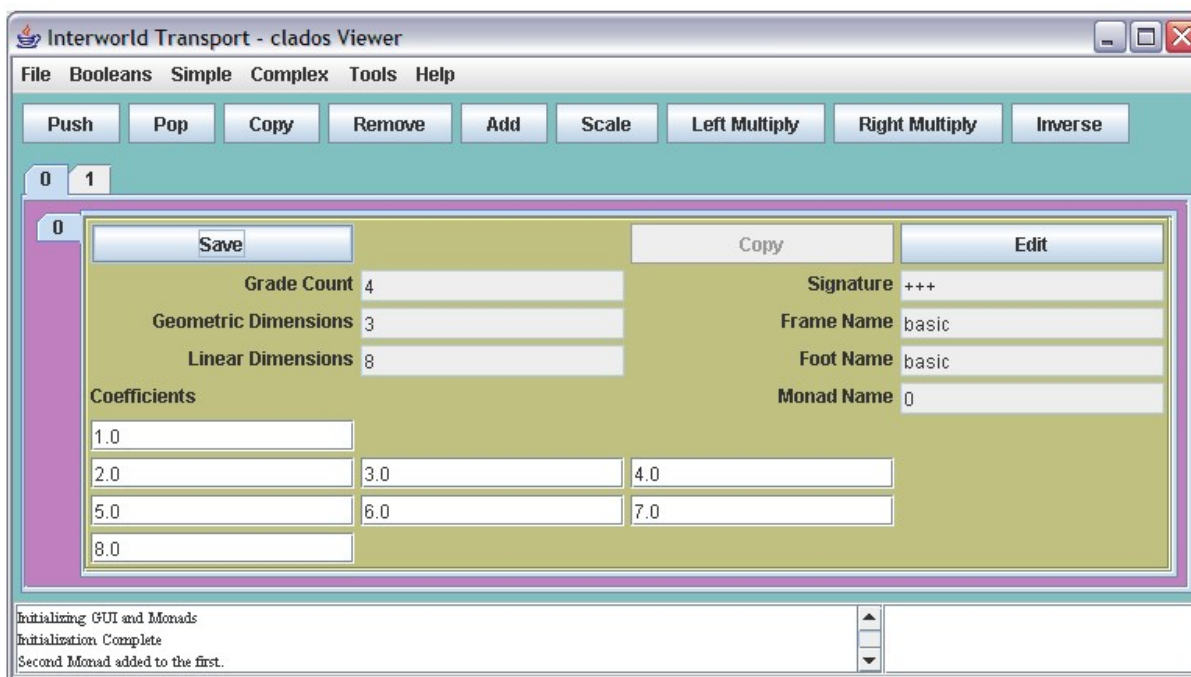 Interworld Transport - clados Viewer
File Booleans Simple Complex Tools Help
Push Pop Copy Remove Add Scale Left Multiply Right Multiply Inverse
0 1
0
Save Copy Edit
Grade Count 4 Signature +++
Geometric Dimensions 3 Frame Name basic
Linear Dimensions 8 Foot Name basic
Coefficients Monad Name 0
1.0
2.0 3.0 4.0
5.0 6.0 7.0
8.0
Initializing GUI and Monads
Initialization Complete
Second Monad added to the first.